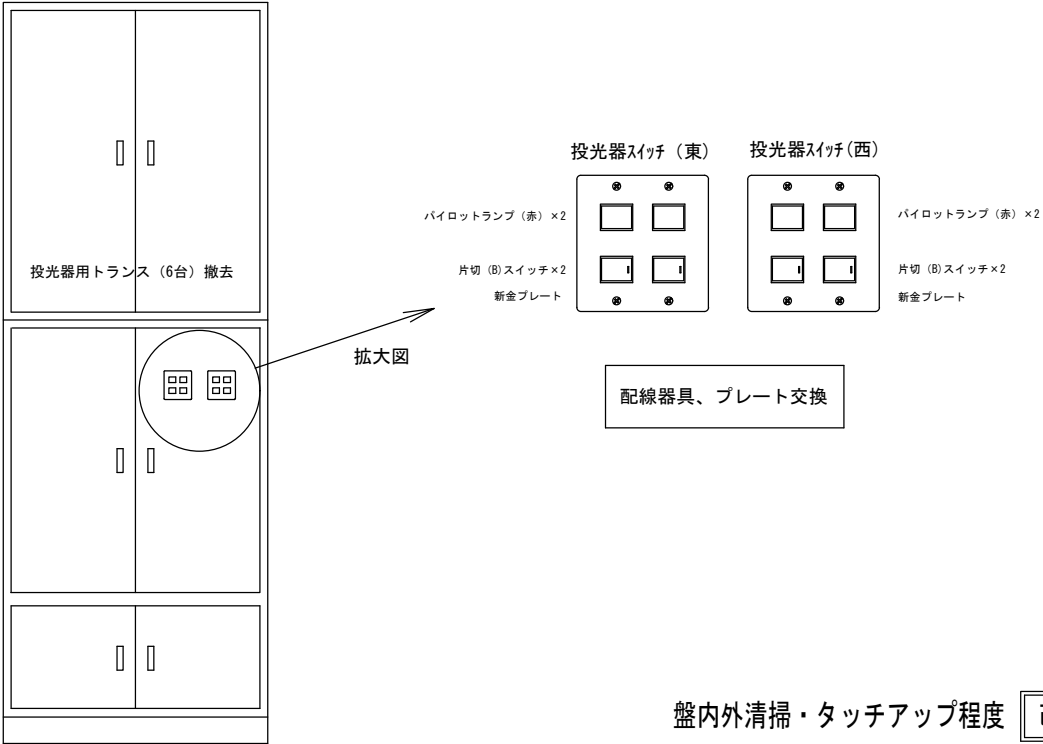 投光器ｽｲｯﾁ（東）
投光器ｽｲｯﾁ(西)
パイロットランプ（赤）×2
パイロットランプ（赤）×2
片切（B)スイッチ×2
片切（B)スイッチ×2
新金プレート
新金プレート
投光器用トランス（6台）撤去
拡大図
配線器具、プレート交換
盤内外清掃・タッチアップ程度